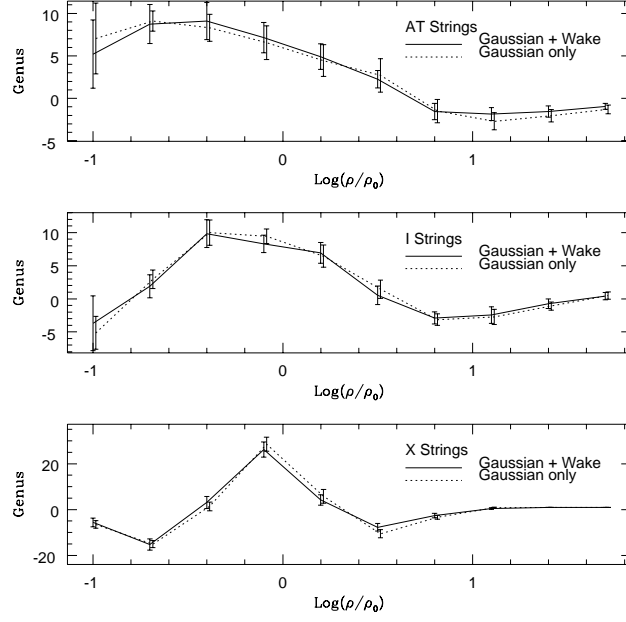 10
5
0
-5
Genus
AT Strings
Gaussian + Wake
Gaussian only
-1
0
1
Log(ρ/ρ₀)
10
5
0
-5
Genus
I Strings
Gaussian + Wake
Gaussian only
-1
0
1
Log(ρ/ρ₀)
20
0
-20
Genus
X Strings
Gaussian + Wake
Gaussian only
-1
0
1
Log(ρ/ρ₀)